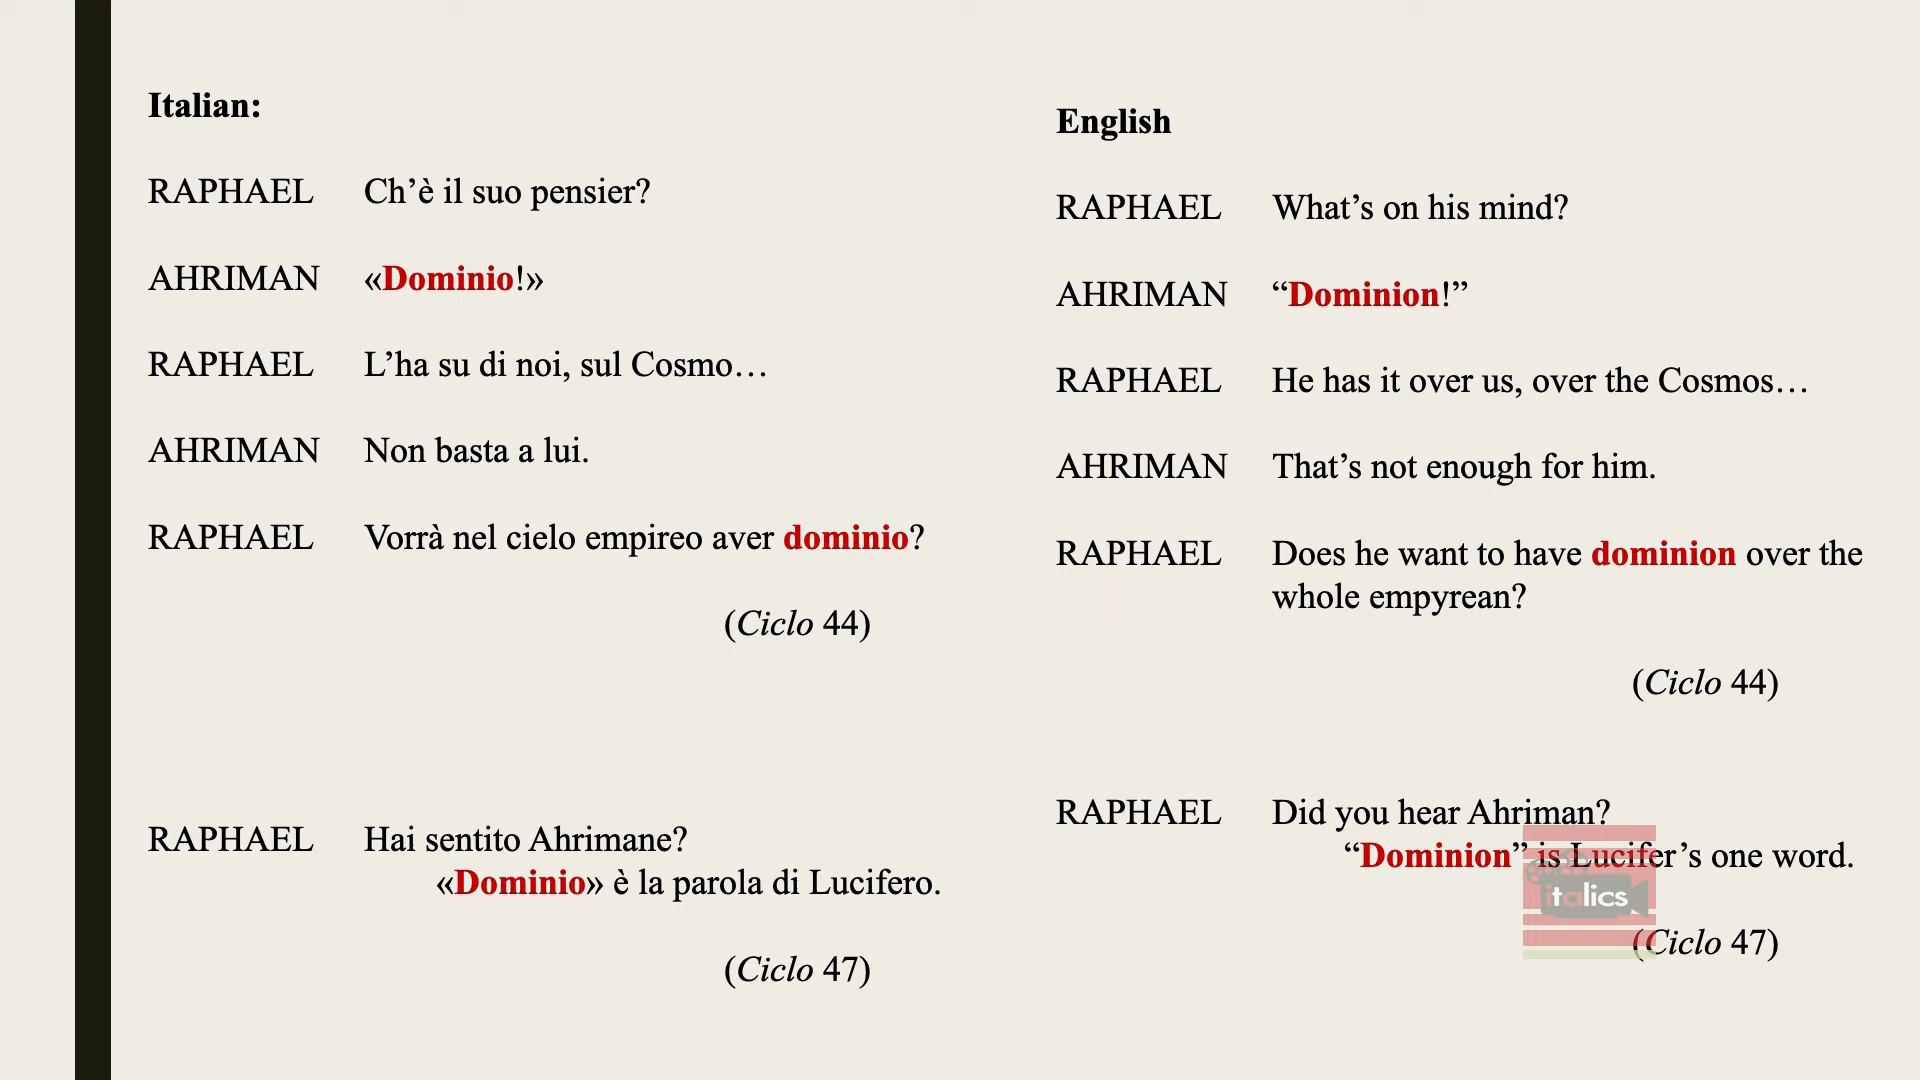 Italian:
RAPHAEL Ch’è il suo pensier?
AHRIMAN «Dominio!»
RAPHAEL L’ha su di noi, sul Cosmo…
AHRIMAN Non basta a lui.
RAPHAEL Vorrà nel cielo empireo aver dominio?
(Ciclo 44)
RAPHAEL Hai sentito Ahrimane?
«Dominio» è la parola di Lucifero.
(Ciclo 47)
English
RAPHAEL What’s on his mind?
AHRIMAN “Dominion!”
RAPHAEL He has it over us, over the Cosmos…
AHRIMAN That’s not enough for him.
RAPHAEL Does he want to have dominion over the
whole empyrean?
(Ciclo 44)
RAPHAEL Did you hear Ahriman?
“Dominion” is Lucifer’s one word.
(Ciclo 47)
italics